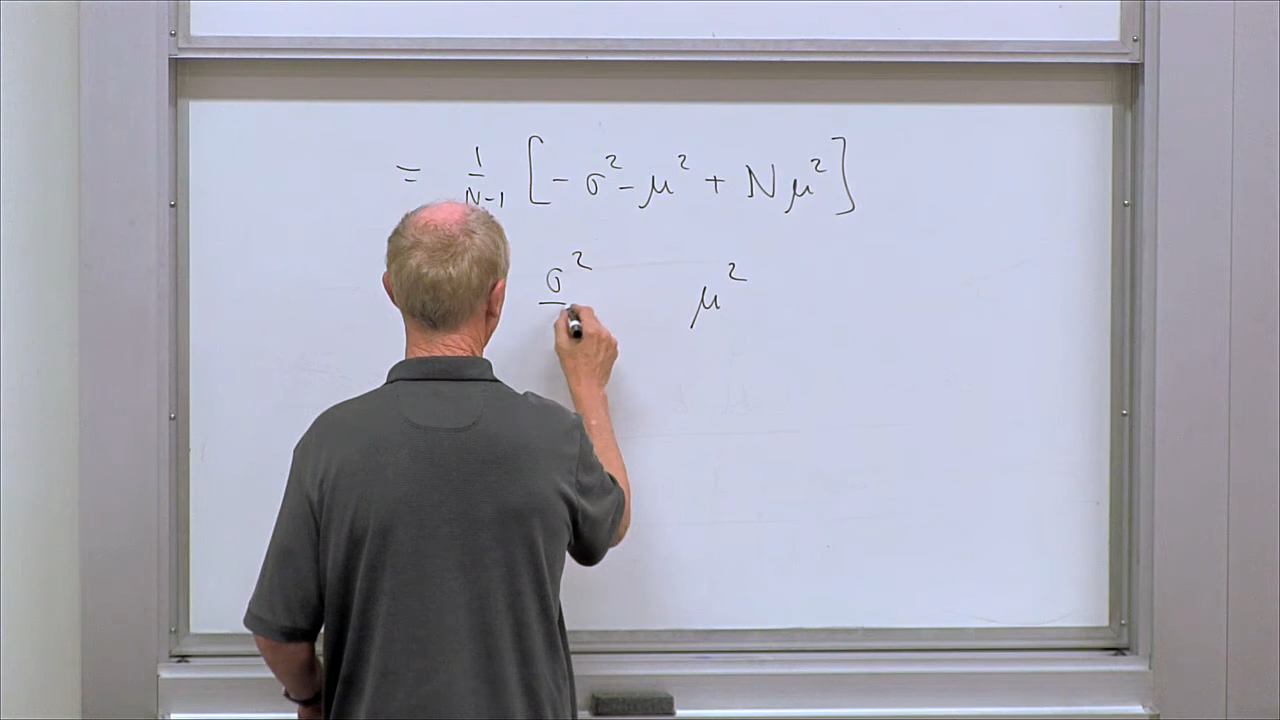 = 1/N-1 [ - σ² - μ² + N μ² ]
σ² μ²